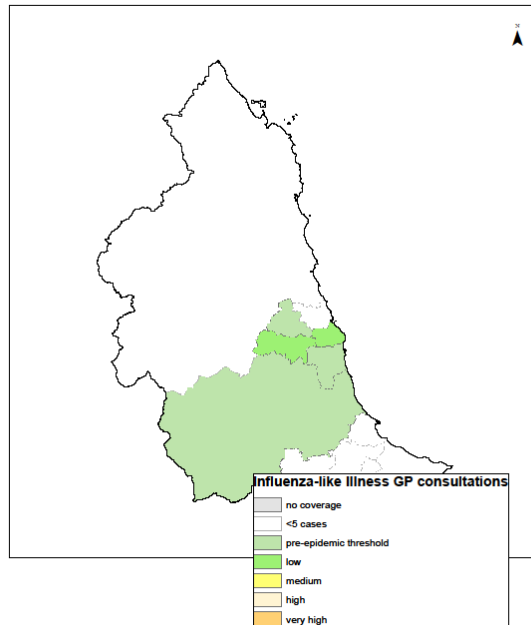 Influenza-like Illness GP consultations
no coverage
<5 cases
pre-epidemic threshold
low
medium
high
very high